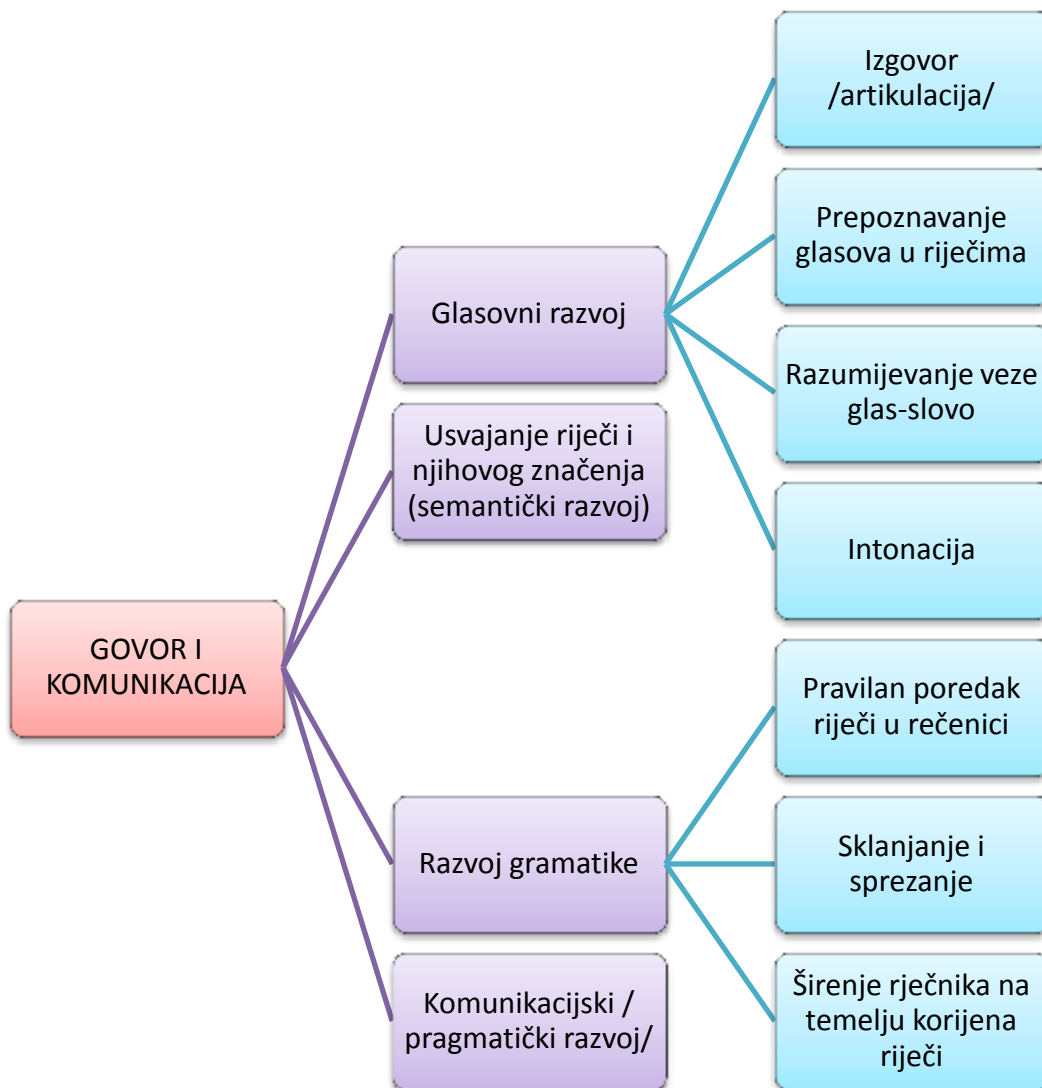 GOVOR I
KOMUNIKACIJA
Glasovni razvoj
Izgovor
/artikulacija/
Prepoznavanje
glasova u riječima
Razumijevanje veze
glas-slovo
Intonacija
Usvajanje riječi i
njihovog značenja
(semantički razvoj)
Razvoj gramatike
Pravilan poredak
riječi u rečenici
Sklanjanje i
sprezanje
Širenje rječnika na
temelju korijena
riječi
Komunikacijski /
pragmatički razvoj/